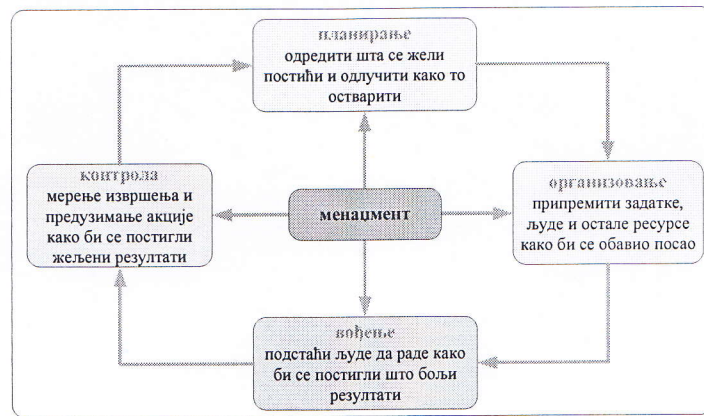 планирање
одредити шта се жели
постићи и одлучити како то
остварити
контрола
мерење извршења и
предузимање акције
како би се постигли
жељени резултати
менаџмент
организовање
припремити задатке,
људе и остале ресурсе
како би се обавио посао
вођење
подстаћи људе да раде како
би се постигли што бољи
резултати